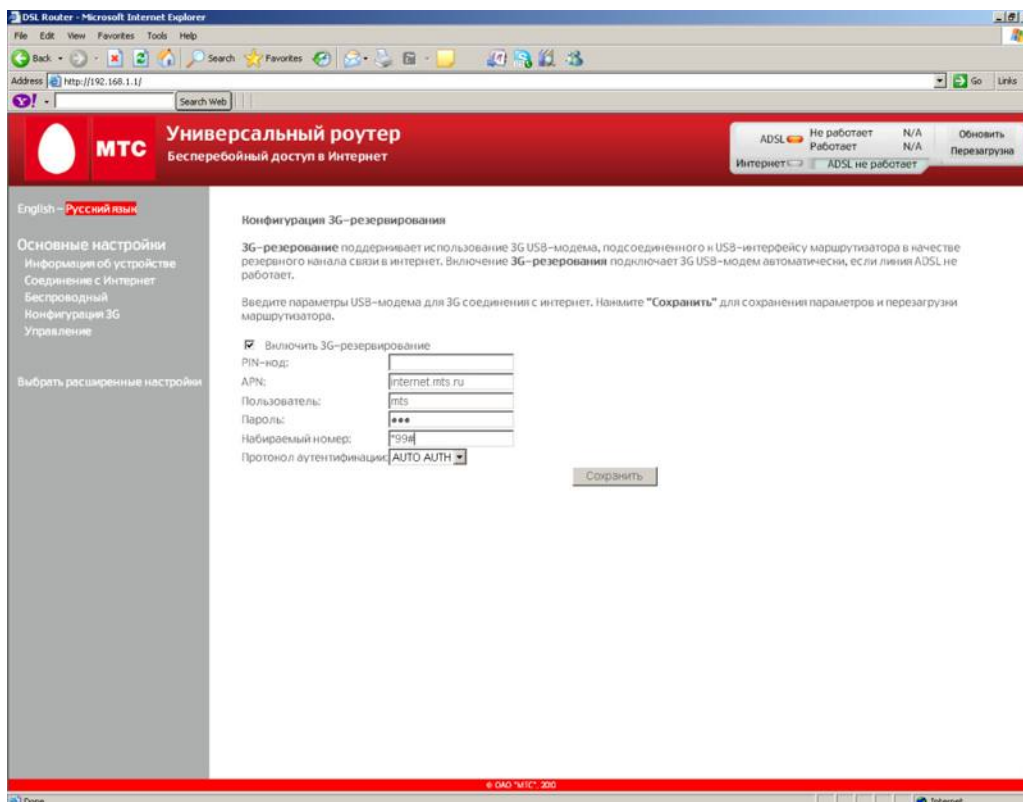 DSL Router - Microsoft Internet Explorer
File Edit View Favorites Tools Help
Back Search Favorites
Address http://192.168.1.1/ Go Links
Y! Search Web
МТС
Универсальный роутер
Бесперебойный доступ в Интернет
ADSL Не работает N/A
Работает N/A
Интернет ADSL не работает
Обновить
Перезагрузка
English – Русский язык
Основные настройки
Информация об устройстве
Соединение с Интернет
Беспроводный
Конфигурация 3G
Управление
Выбрать расширенные настройки
Конфигурация 3G-резервирования
3G-резерование поддерживает использование 3G USB-модема, подсоединенного к USB-интерфейсу маршрутизатора в качестве
резервного канала связи в интернет. Включение 3G-резерования подключает 3G USB-модем автоматически, если линия ADSL не
работает.
Введите параметры USB-модема для 3G соединения с интернет. Нажмите "Сохранить" для сохранения параметров и перезагрузки
маршрутизатора.
Включить 3G-резервирование
PIN-код:
APN: internet.mts.ru
Пользователь: mts
Пароль: •••
Набираемый номер: *99#
Протокол аутентификации: AUTO AUTH
Сохранить
© ОАО "МТС", 2010
Done Internet